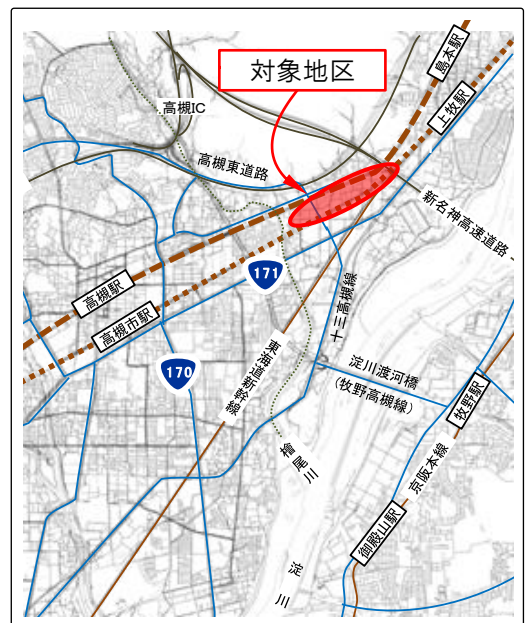 対象地区
島本駅
上牧駅
高槻IC
高槻東道路
新名神高速道路
171
高槻駅
高槻市駅
十三高槻線
170
東海道新幹線
淀川渡河橋
(牧野高槻線)
牧野駅
檜尾川
京阪本線
御殿山駅
淀川